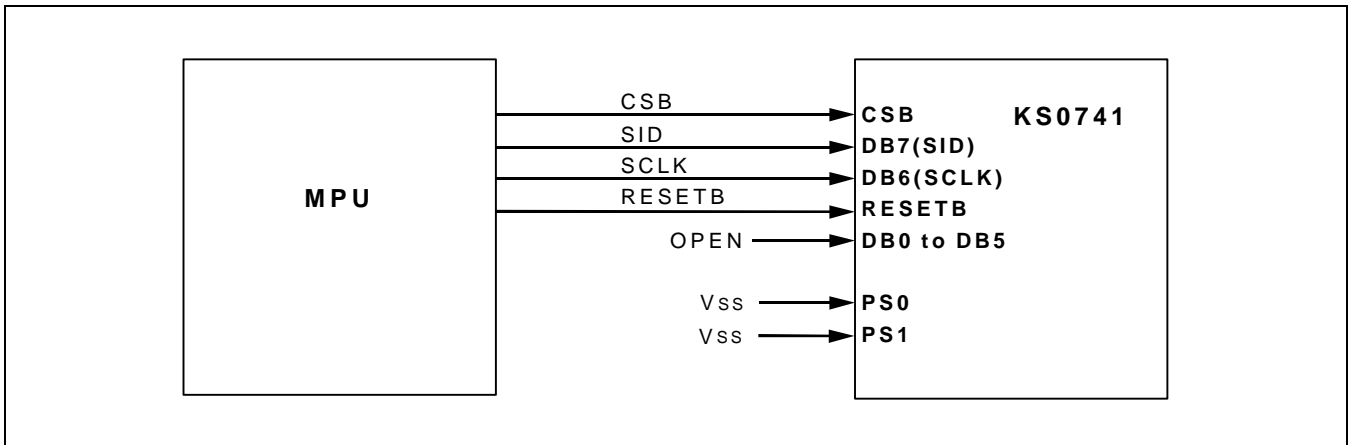 MPU
CSB
SID
SCLK
RESETB
OPEN
Vss
Vss
KS0741
CSB
DB7(SID)
DB6(SCLK)
RESETB
DB0 to DB5
PS0
PS1